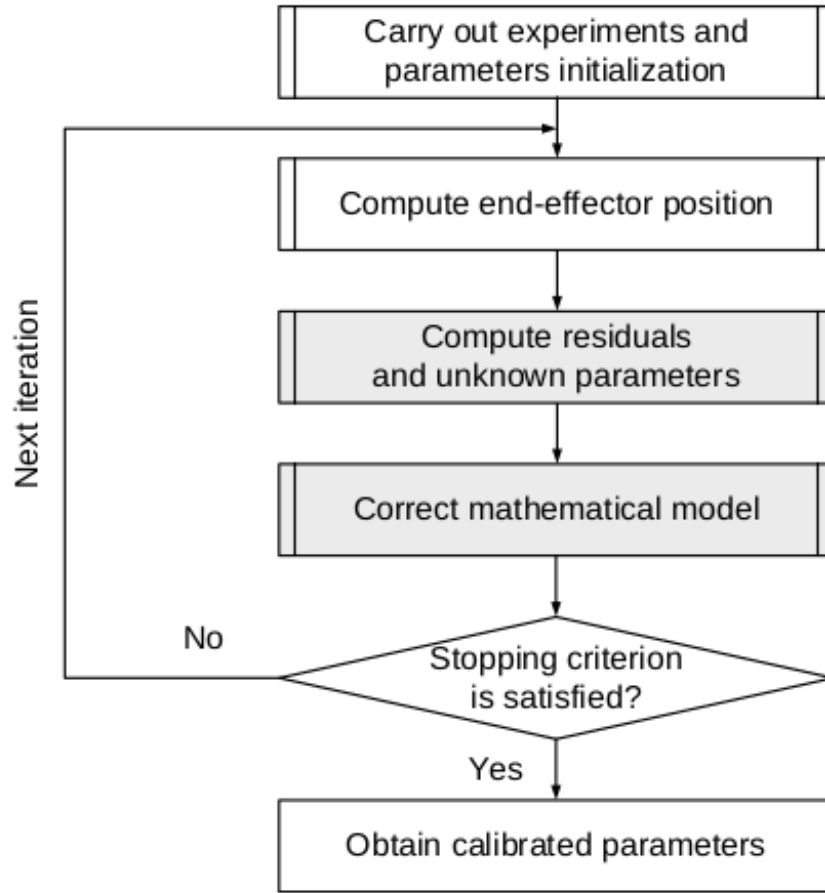 Carry out experiments and
parameters initialization
Compute end-effector position
Compute residuals
and unknown parameters
Correct mathematical model
Next iteration
No
Stopping criterion
is satisfied?
Yes
Obtain calibrated parameters